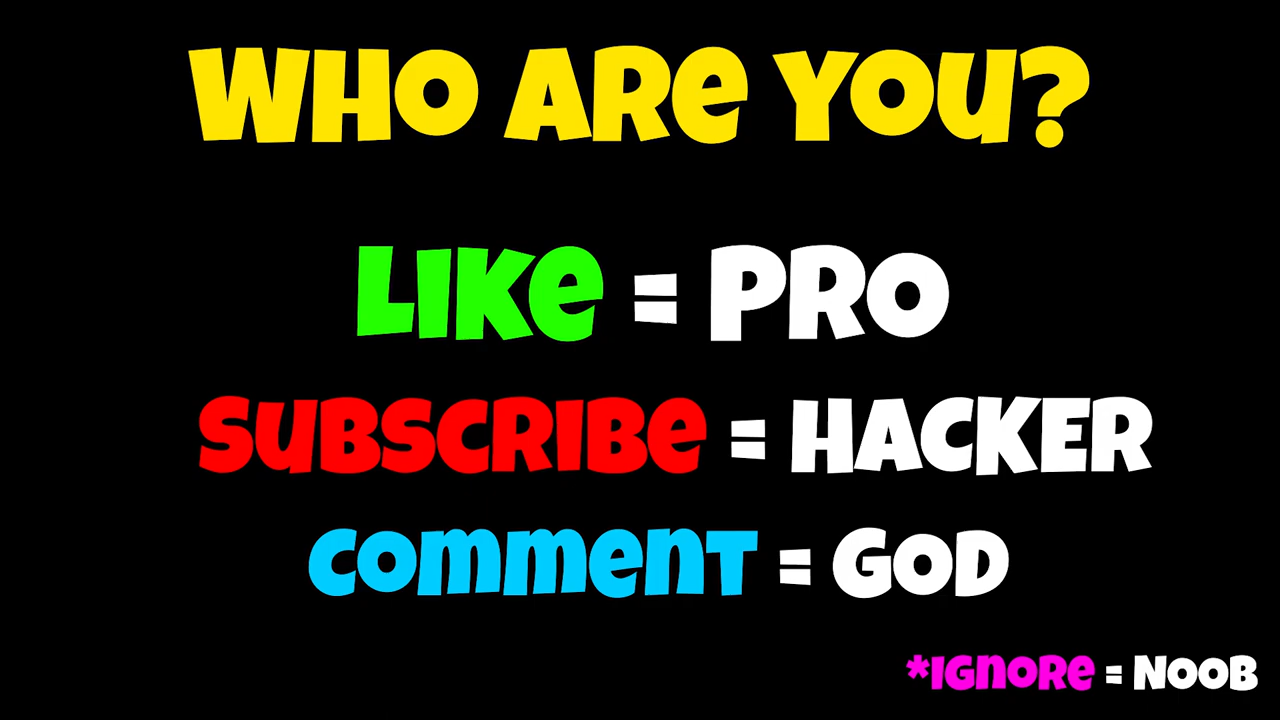 WHO ARE YOU?
LIKE = PRO
SUBSCRIBE = HACKER
COMMENT = GOD
*IGNORE = NOOB